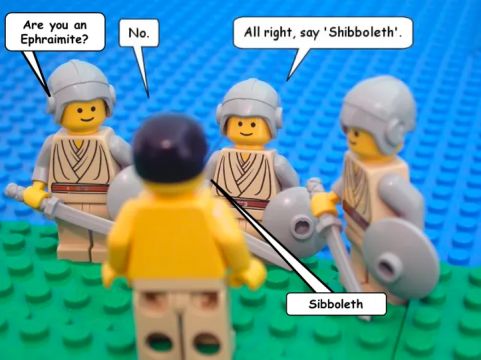 Are you an
Ephraimite?
No.
All right, say 'Shibboleth'.
Sibboleth